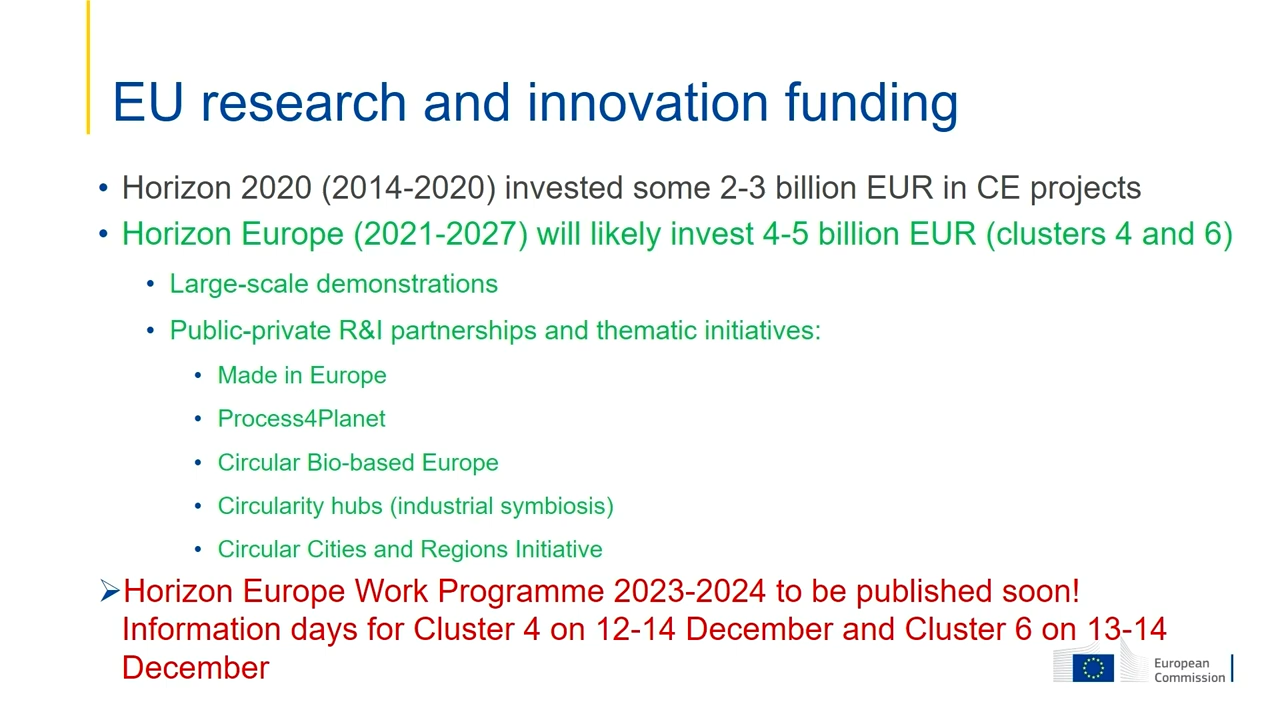 EU research and innovation funding
• Horizon 2020 (2014-2020) invested some 2-3 billion EUR in CE projects
• Horizon Europe (2021-2027) will likely invest 4-5 billion EUR (clusters 4 and 6)
• Large-scale demonstrations
• Public-private R&I partnerships and thematic initiatives:
• Made in Europe
• Process4Planet
• Circular Bio-based Europe
• Circularity hubs (industrial symbiosis)
• Circular Cities and Regions Initiative
➢Horizon Europe Work Programme 2023-2024 to be published soon!
Information days for Cluster 4 on 12-14 December and Cluster 6 on 13-14
December
European
Commission